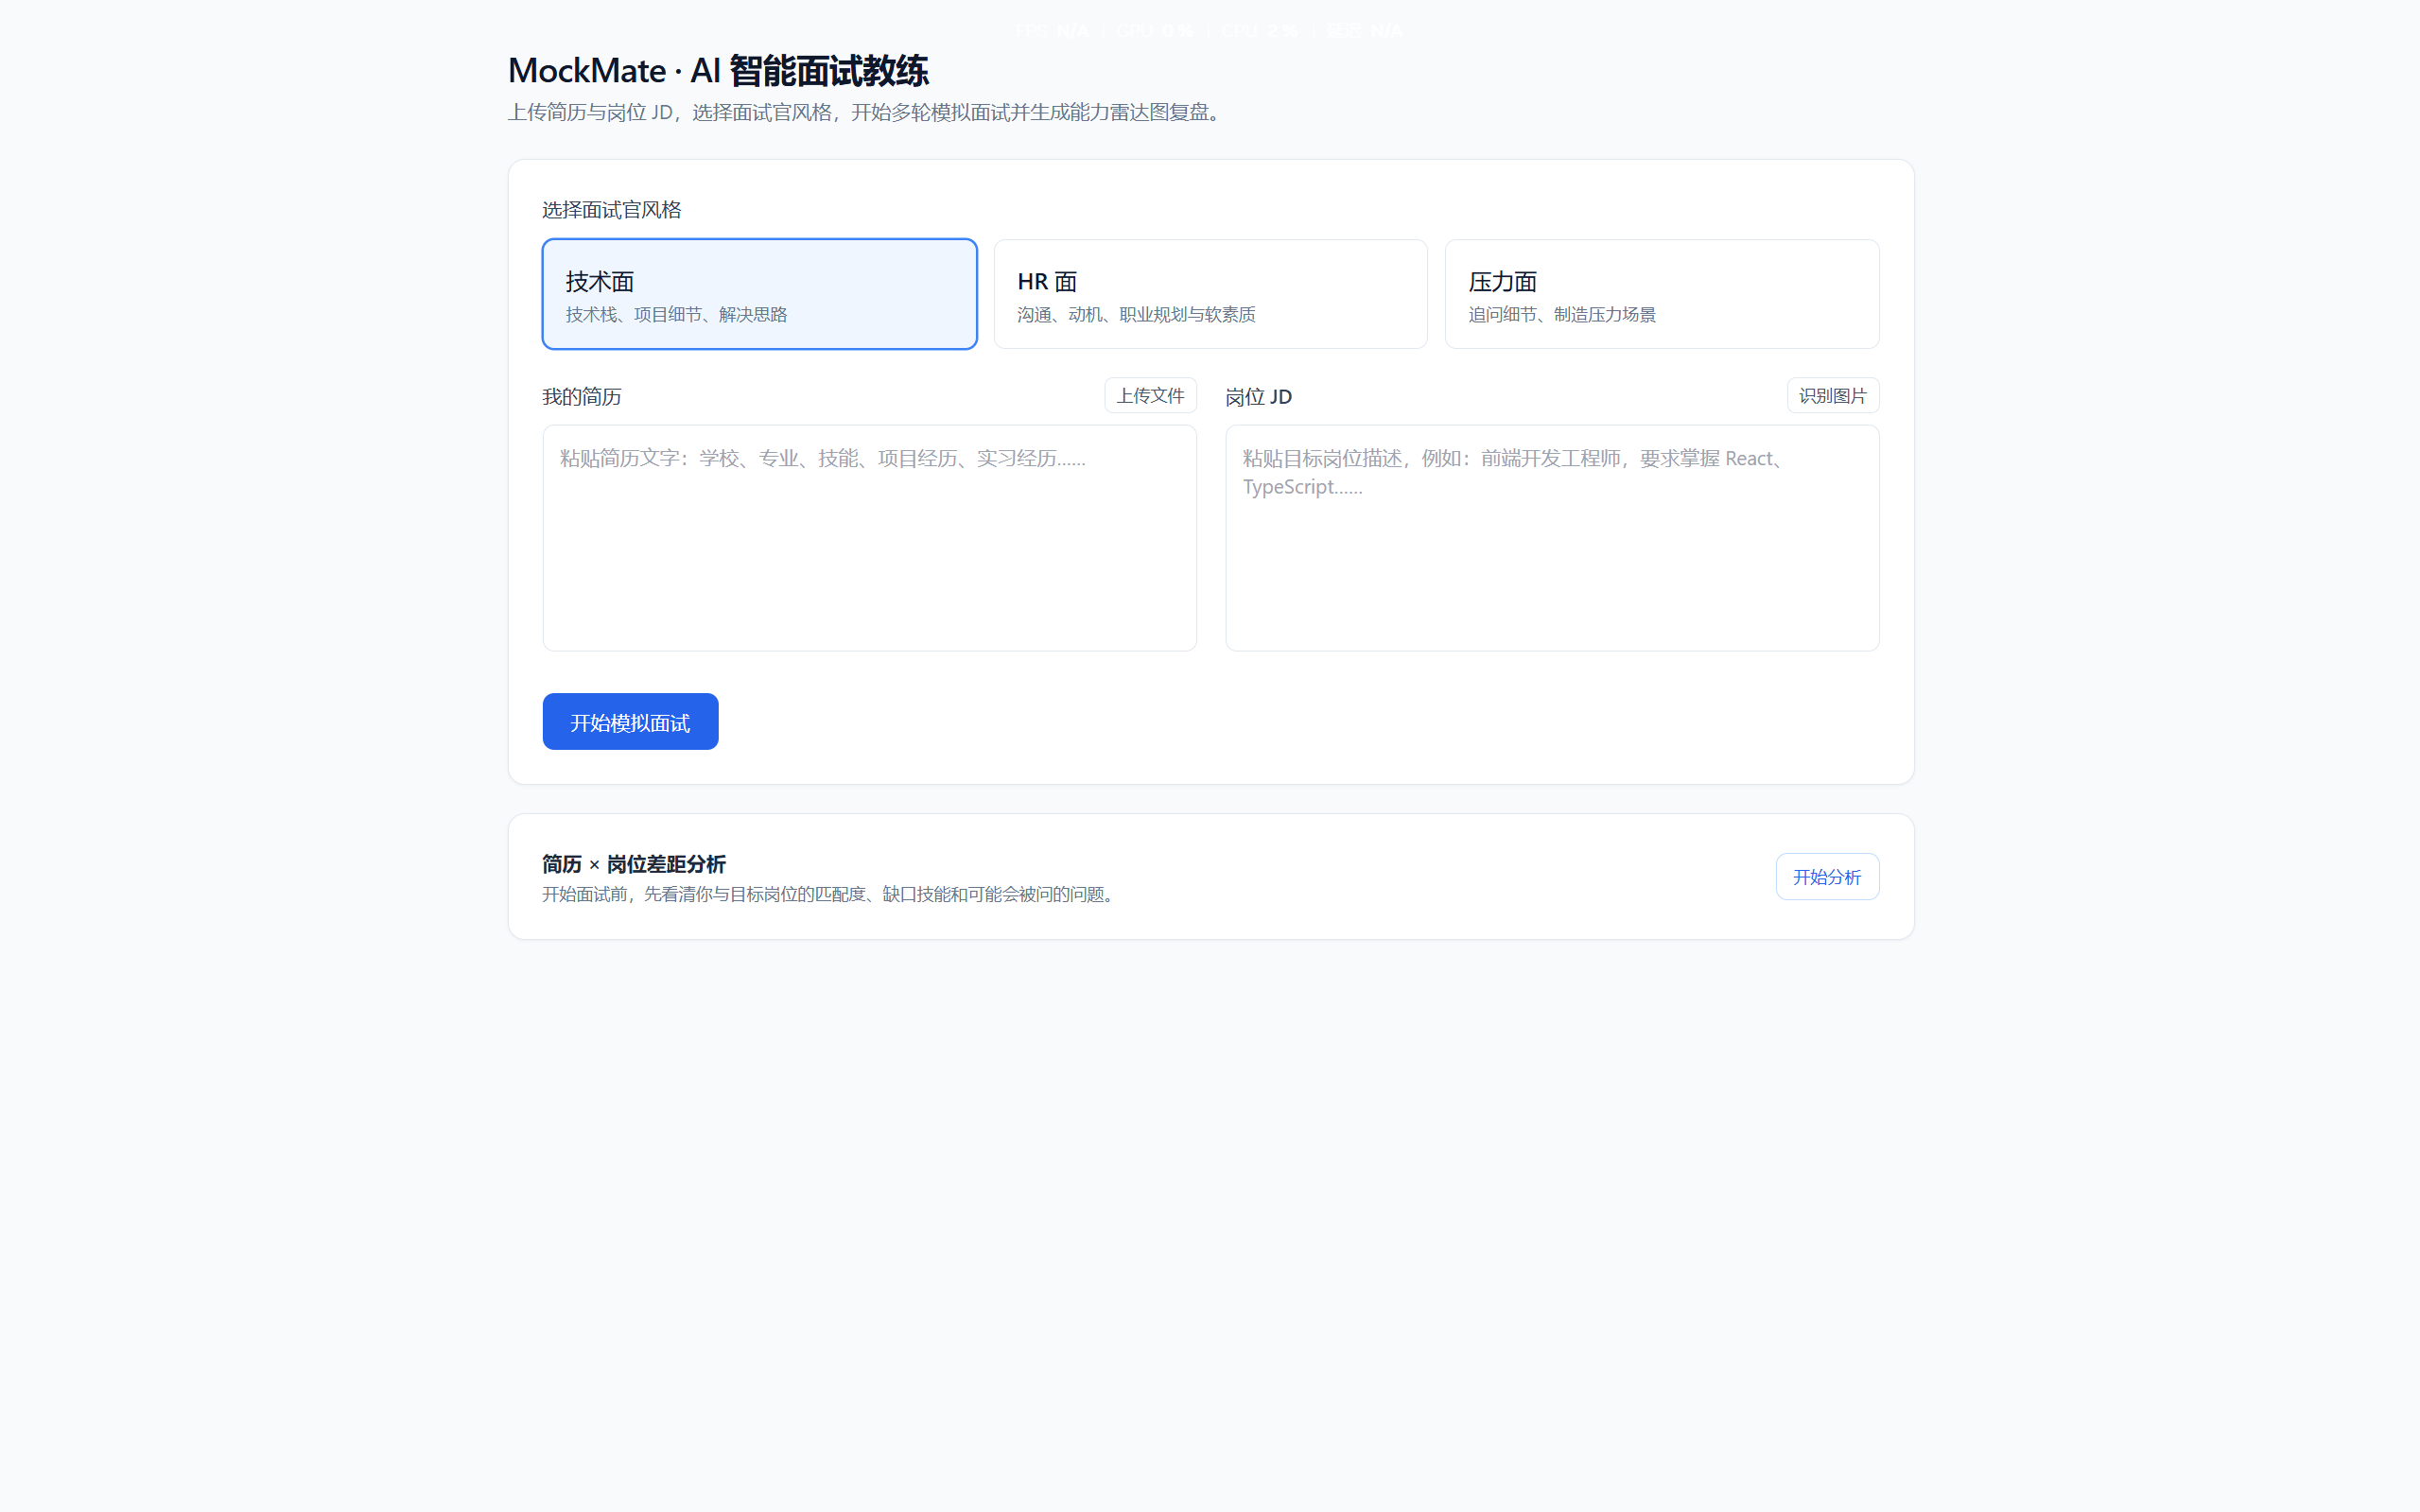 FPS N/A | GPU 0% | CPU 2% | 延迟 N/A
MockMate · AI 智能面试教练
上传简历与岗位 JD，选择面试官风格，开始多轮模拟面试并生成能力雷达图复盘。
选择面试官风格
技术面
技术栈、项目细节、解决思路
HR 面
沟通、动机、职业规划与软素质
压力面
追问细节、制造压力场景
我的简历
上传文件
粘贴简历文字：学校、专业、技能、项目经历、实习经历......
岗位 JD
识别图片
粘贴目标岗位描述，例如：前端开发工程师，要求掌握 React、
TypeScript......
开始模拟面试
简历 × 岗位差距分析
开始面试前，先看清你与目标岗位的匹配度、缺口技能和可能会被问的问题。
开始分析